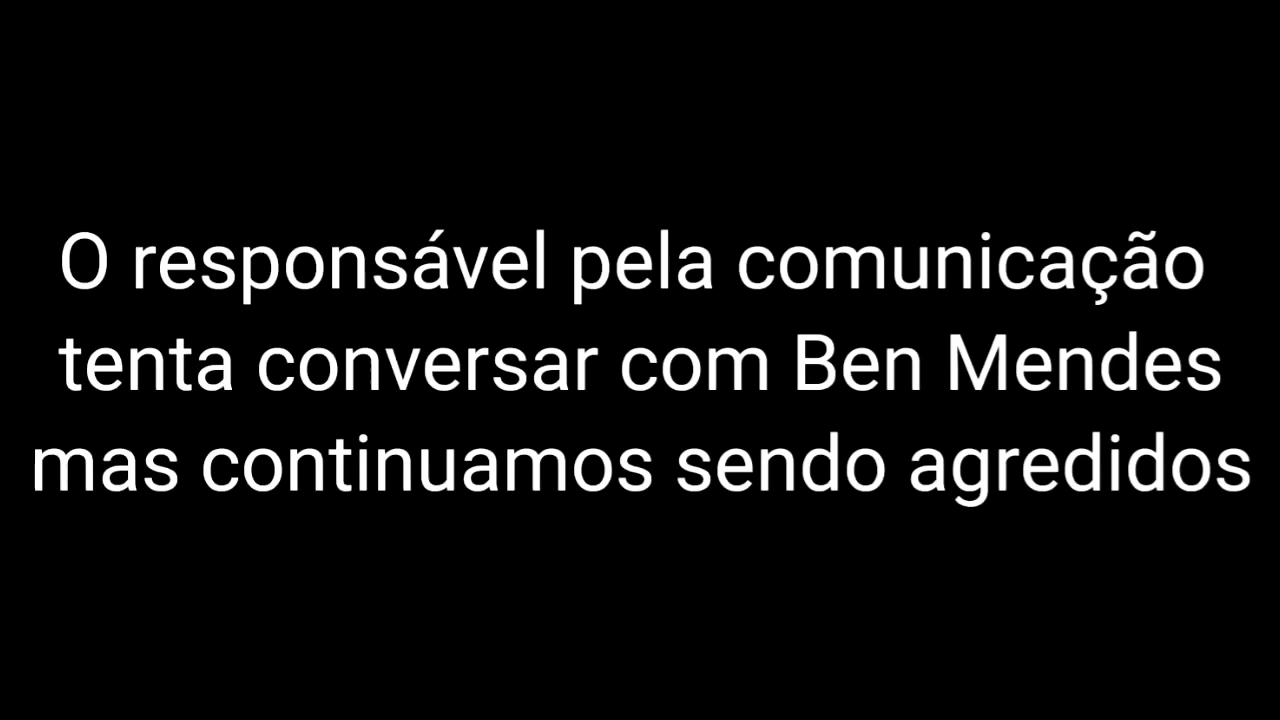 O responsável pela comunicação
tenta conversar com Ben Mendes
mas continuamos sendo agredidos